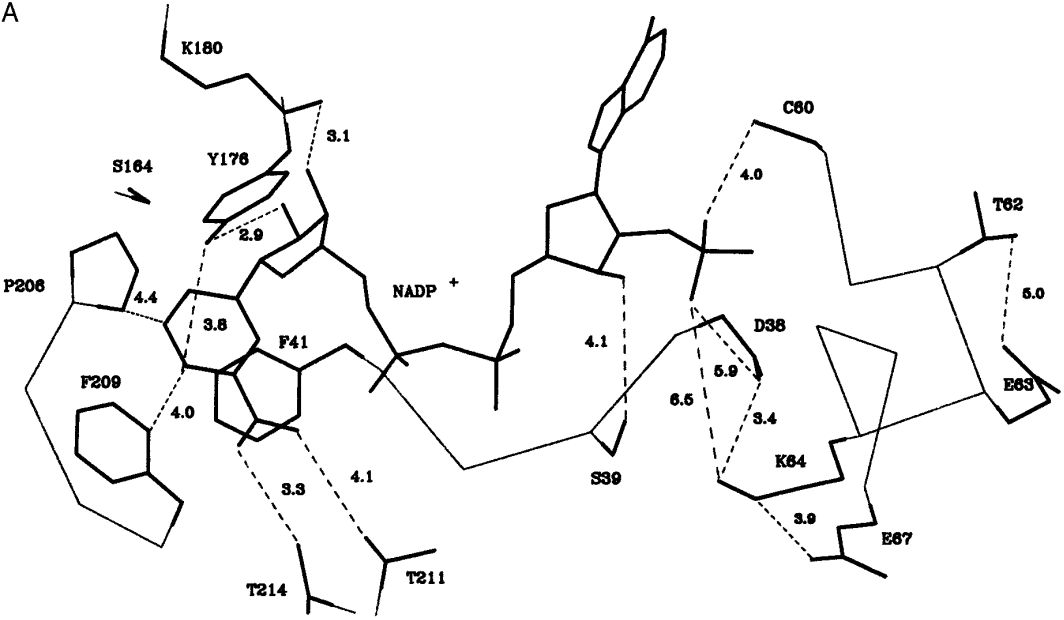 A
K180
3.1
C60
S164
Y176
4.0
T62
2.9
P206
4.4
NADP +
5.0
3.8
F41
4.1
D38
F209
5.9
E63
4.0
6.5
3.4
K64
4.1
S39
3.3
3.9
E67
T214
T211